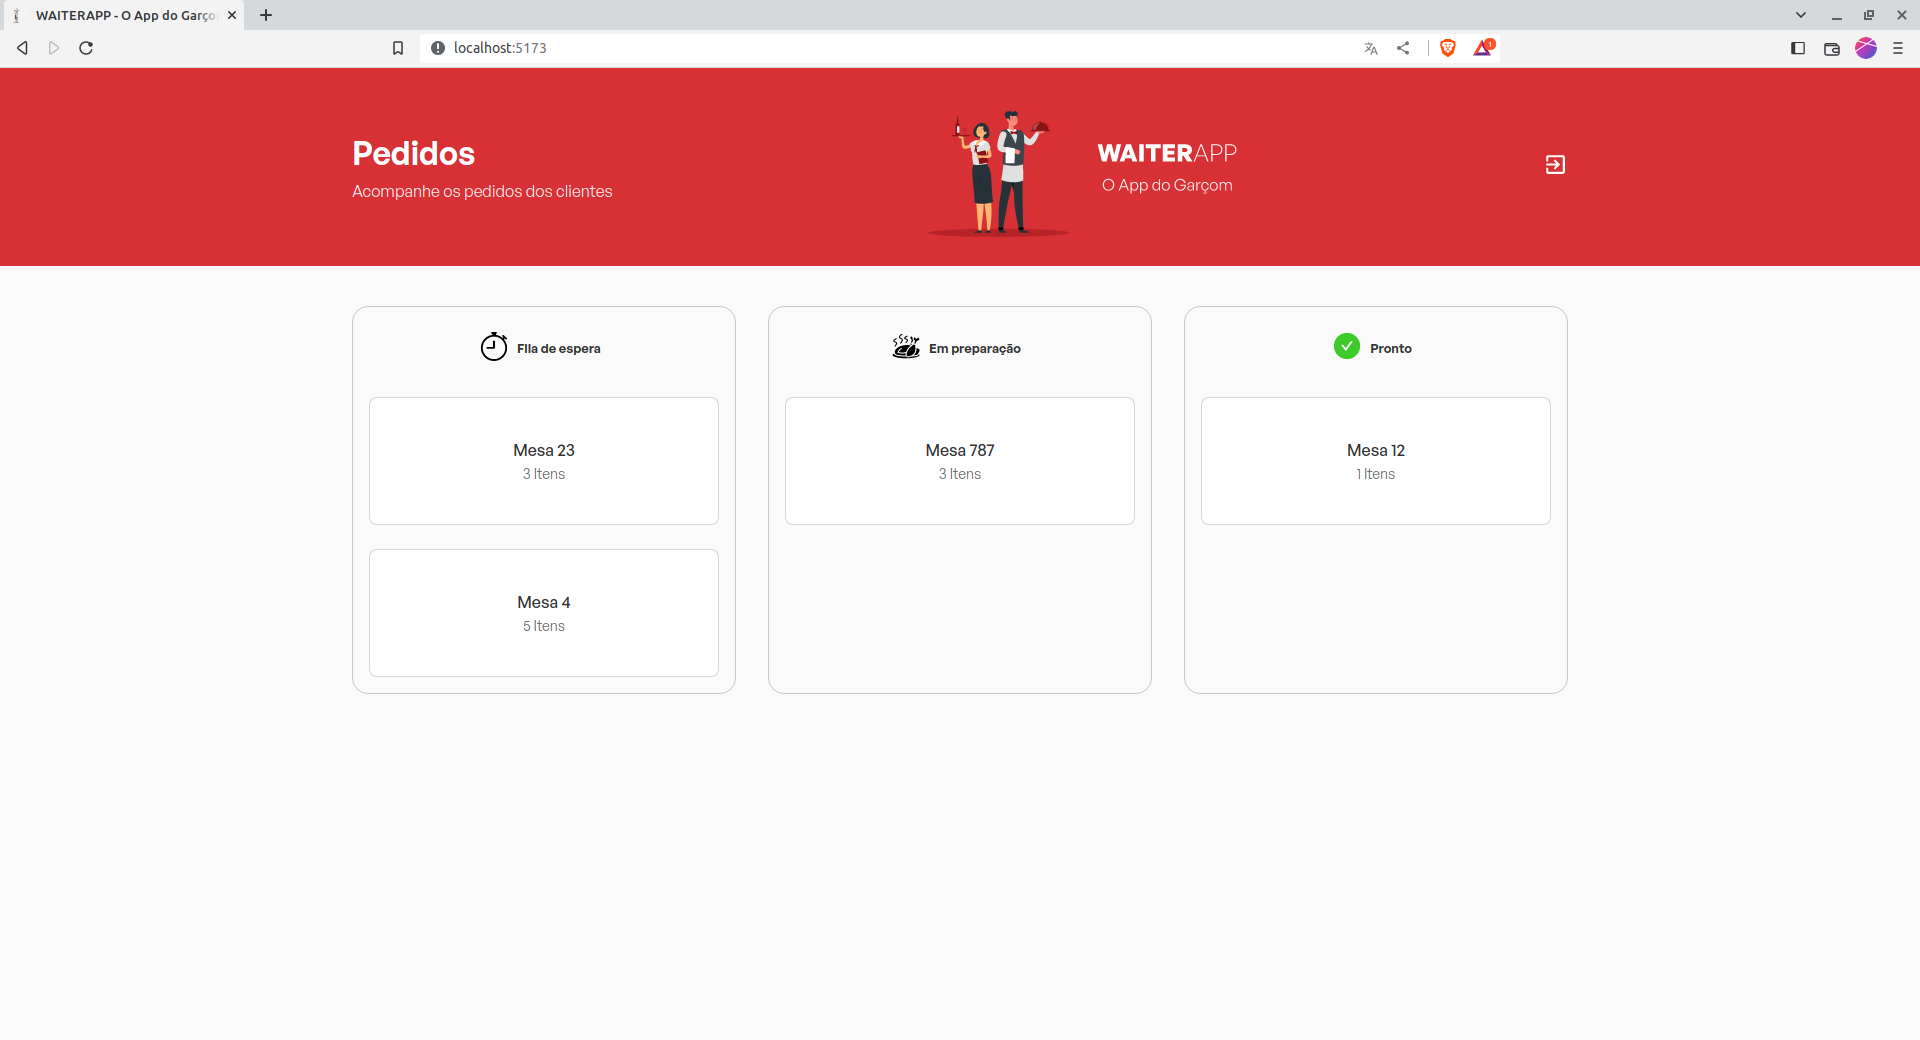 WAITERAPP - O App do Garço
localhost:5173
1
Pedidos
Acompanhe os pedidos dos clientes
WAITERAPP
O App do Garçom
FIla de espera
Mesa 23
3 Itens
Mesa 4
5 Itens
Em preparação
Mesa 787
3 Itens
Pronto
Mesa 12
1 Itens